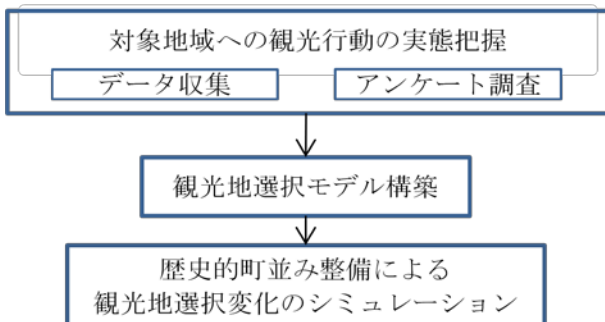 対象地域への観光行動の実態把握
データ収集
アンケート調査
観光地選択モデル構築
歴史的町並み整備による
観光地選択変化のシミュレーション